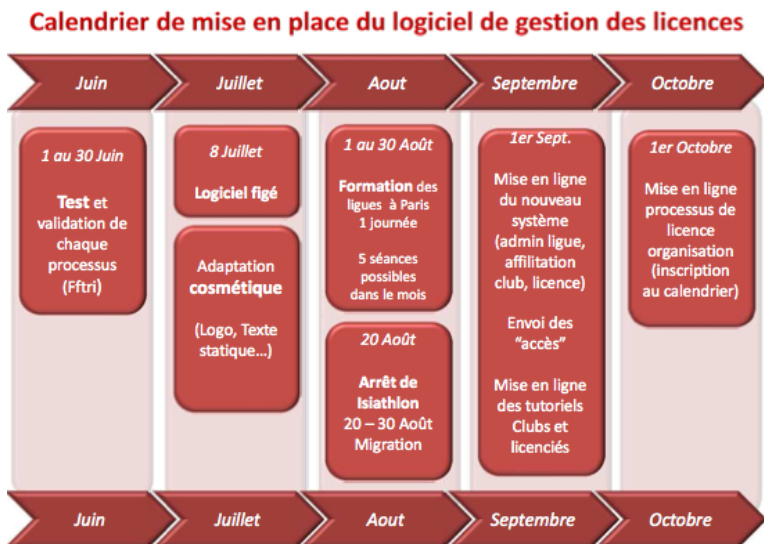 Calendrier de mise en place du logiciel de gestion des licences
Juin
Juillet
Aout
Septembre
Octobre
1 au 30 Juin
Test et
validation de
chaque
processus
(Fftri)
8 Juillet
Logiciel figé
Adaptation
cosmétique
(Logo, Texte
statique…)
1 au 30 Août
Formation des
ligues à Paris
1 journée
5 séances
possibles
dans le mois
20 Août
Arrêt de
Isiathlon
20 – 30 Août
Migration
1er Sept.
Mise en ligne
du nouveau
système
(admin ligue,
affilitation
club, licence)
Envoi des
“accès”
Mise en ligne
des tutoriels
Clubs et
licenciés
1er Octobre
Mise en ligne
processus de
licence
organisation
(inscription
au calendrier)
Juin
Juillet
Aout
Septembre
Octobre